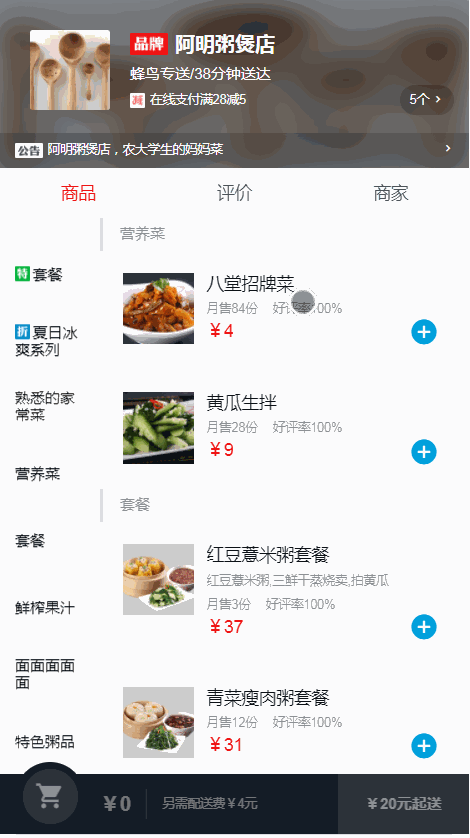 品牌 阿明粥煲店
蜂鸟专送/38分钟送达
减 在线支付满28减5
5个 >
公告 阿明粥煲店，农大学生的妈妈菜 >
商品 评价 商家
特 套餐
折 夏日冰
爽系列
熟悉的家
常菜
营养菜
套餐
鲜榨果汁
面面面面
面
特色粥品
营养菜
八堂招牌菜
月售84份 好评率100%
￥4
黄瓜生拌
月售28份 好评率100%
￥9
套餐
红豆薏米粥套餐
红豆薏米粥,三鲜干蒸烧卖,拍黄瓜
月售3份 好评率100%
￥37
青菜瘦肉粥套餐
月售12份 好评率100%
￥31
￥0 另需配送费￥4元 ￥20元起送